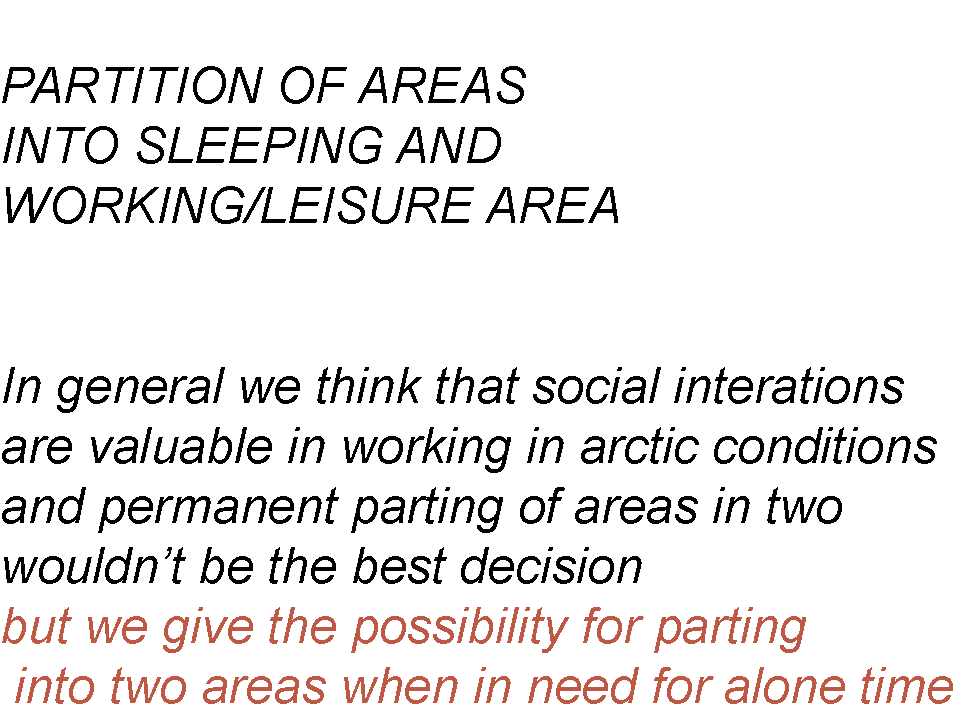 PARTITION OF AREAS
INTO SLEEPING AND
WORKING/LEISURE AREA
In general we think that social interations
are valuable in working in arctic conditions
and permanent parting of areas in two
wouldn’t be the best decision
but we give the possibility for parting
into two areas when in need for alone time